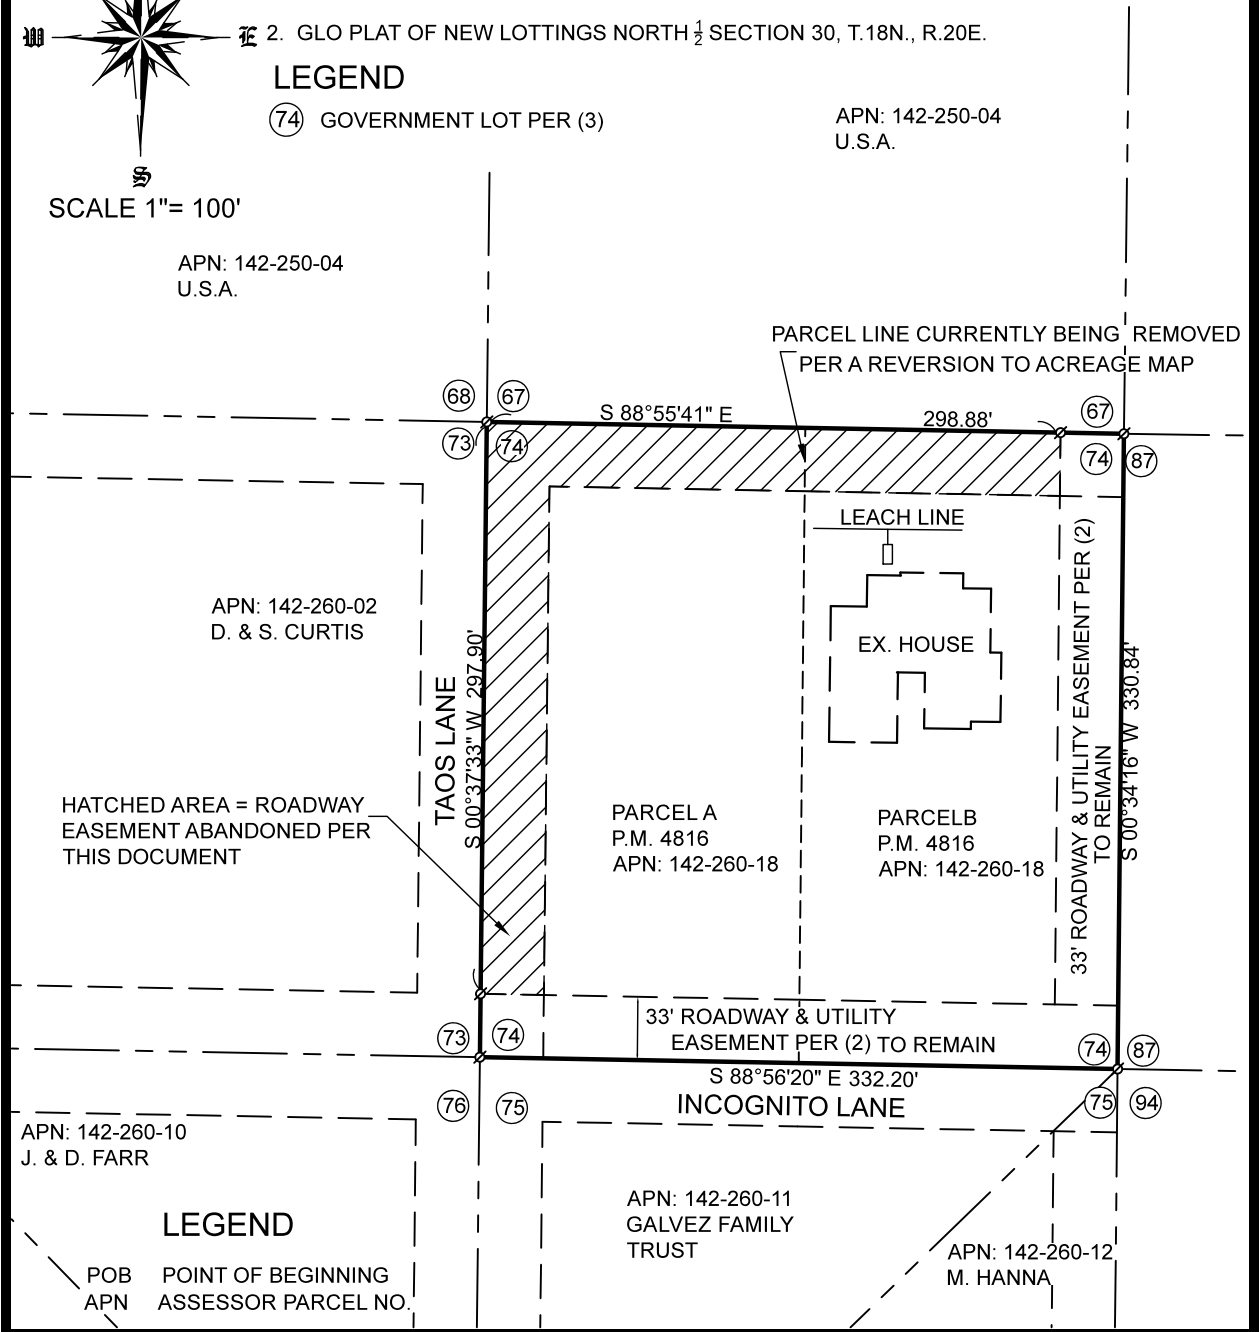 W
E 2. GLO PLAT OF NEW LOTTINGS NORTH 1/2 SECTION 30, T.18N., R.20E.
LEGEND
74 GOVERNMENT LOT PER (3)
S
SCALE 1"= 100'
APN: 142-250-04
U.S.A.
APN: 142-250-04
U.S.A.
PARCEL LINE CURRENTLY BEING REMOVED
PER A REVERSION TO ACREAGE MAP
68 67
73 74
S 88°55'41" E 298.88'
67
74 87
LEACH LINE
EX. HOUSE
33' ROADWAY & UTILITY EASEMENT PER (2)
TO REMAIN
S 00°34'16" W 330.84'
APN: 142-260-02
D. & S. CURTIS
TAOS LANE
S 00°37'33" W 297.90'
HATCHED AREA = ROADWAY
EASEMENT ABANDONED PER
THIS DOCUMENT
PARCEL A
P.M. 4816
APN: 142-260-18
PARCELB
P.M. 4816
APN: 142-260-18
33' ROADWAY & UTILITY
EASEMENT PER (2) TO REMAIN
73 74
74 87
S 88°56'20" E 332.20'
INCOGNITO LANE
76 75
75 94
APN: 142-260-10
J. & D. FARR
APN: 142-260-11
GALVEZ FAMILY
TRUST
APN: 142-260-12
M. HANNA
LEGEND
POB POINT OF BEGINNING
APN ASSESSOR PARCEL NO.